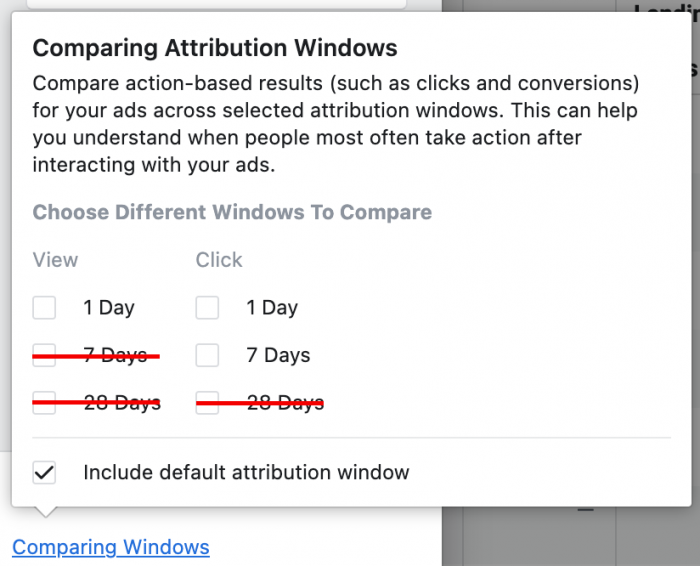 Comparing Attribution Windows
Compare action-based results (such as clicks and conversions)
for your ads across selected attribution windows. This can help
you understand when people most often take action after
interacting with your ads.
Choose Different Windows To Compare
View Click
1 Day 1 Day
7 Days 7 Days
28 Days 28 Days
Include default attribution window
Comparing Windows